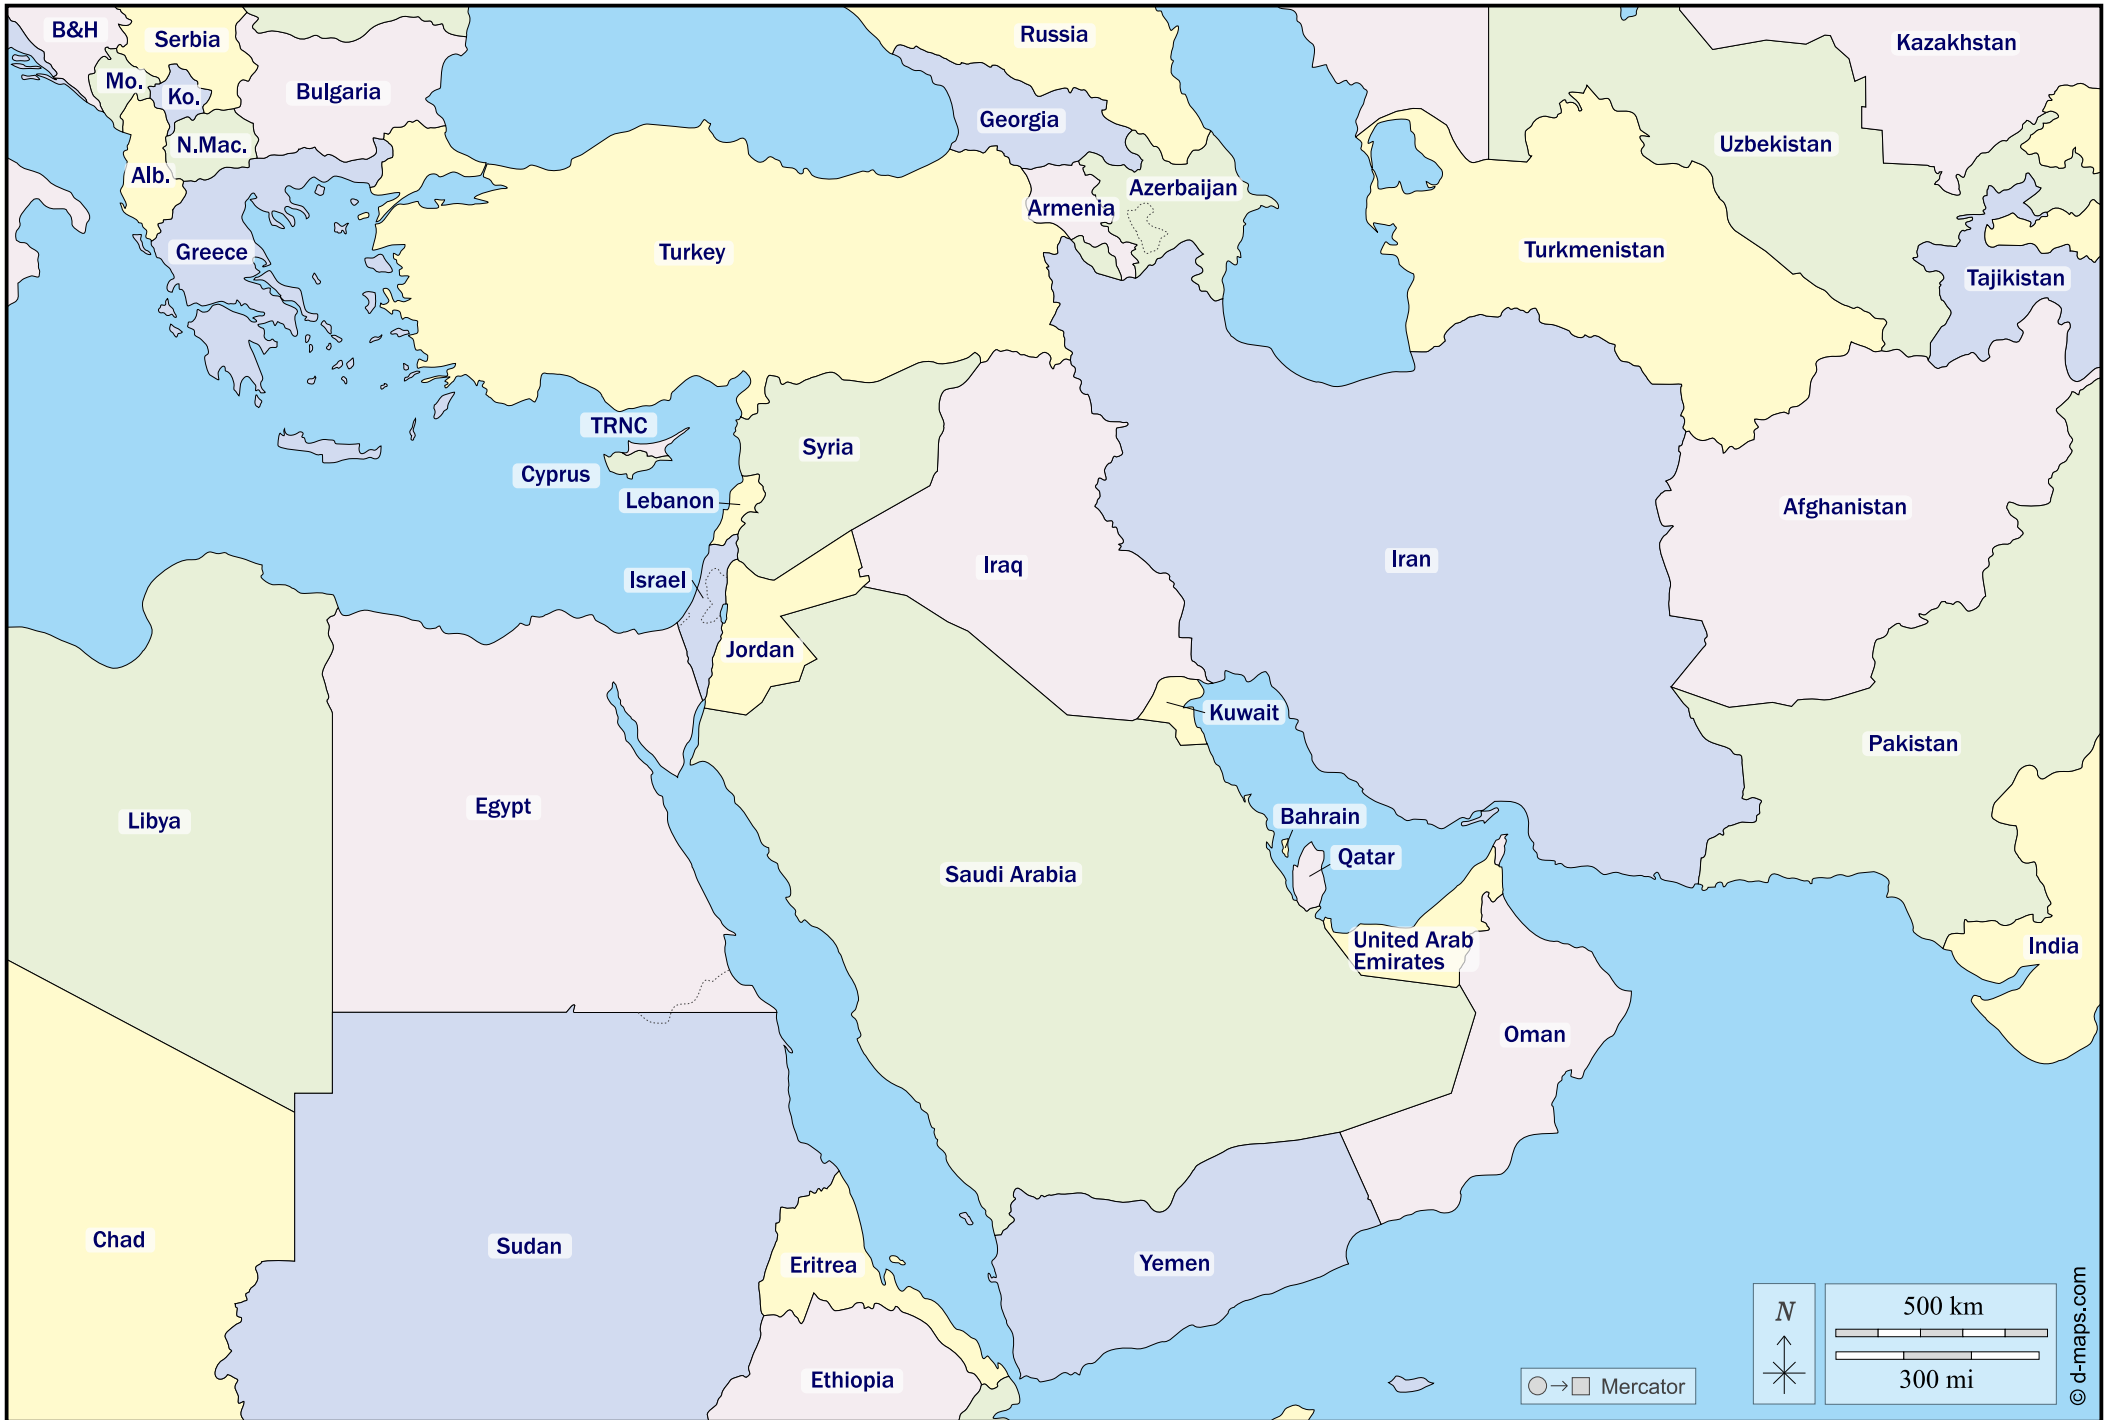 B&H
Serbia
Russia
Kazakhstan
Mo.
Ko.
Bulgaria
Georgia
N.Mac.
Uzbekistan
Alb.
Azerbaijan
Armenia
Greece
Turkey
Turkmenistan
Tajikistan
TRNC
Syria
Cyprus
Lebanon
Afghanistan
Iraq
Iran
Israel
Jordan
Kuwait
Pakistan
Egypt
Libya
Bahrain
Qatar
Saudi Arabia
United Arab
Emirates
India
Oman
Chad
Sudan
Eritrea
Yemen
Ethiopia
N
500 km
300 mi
Mercator
© d-maps.com